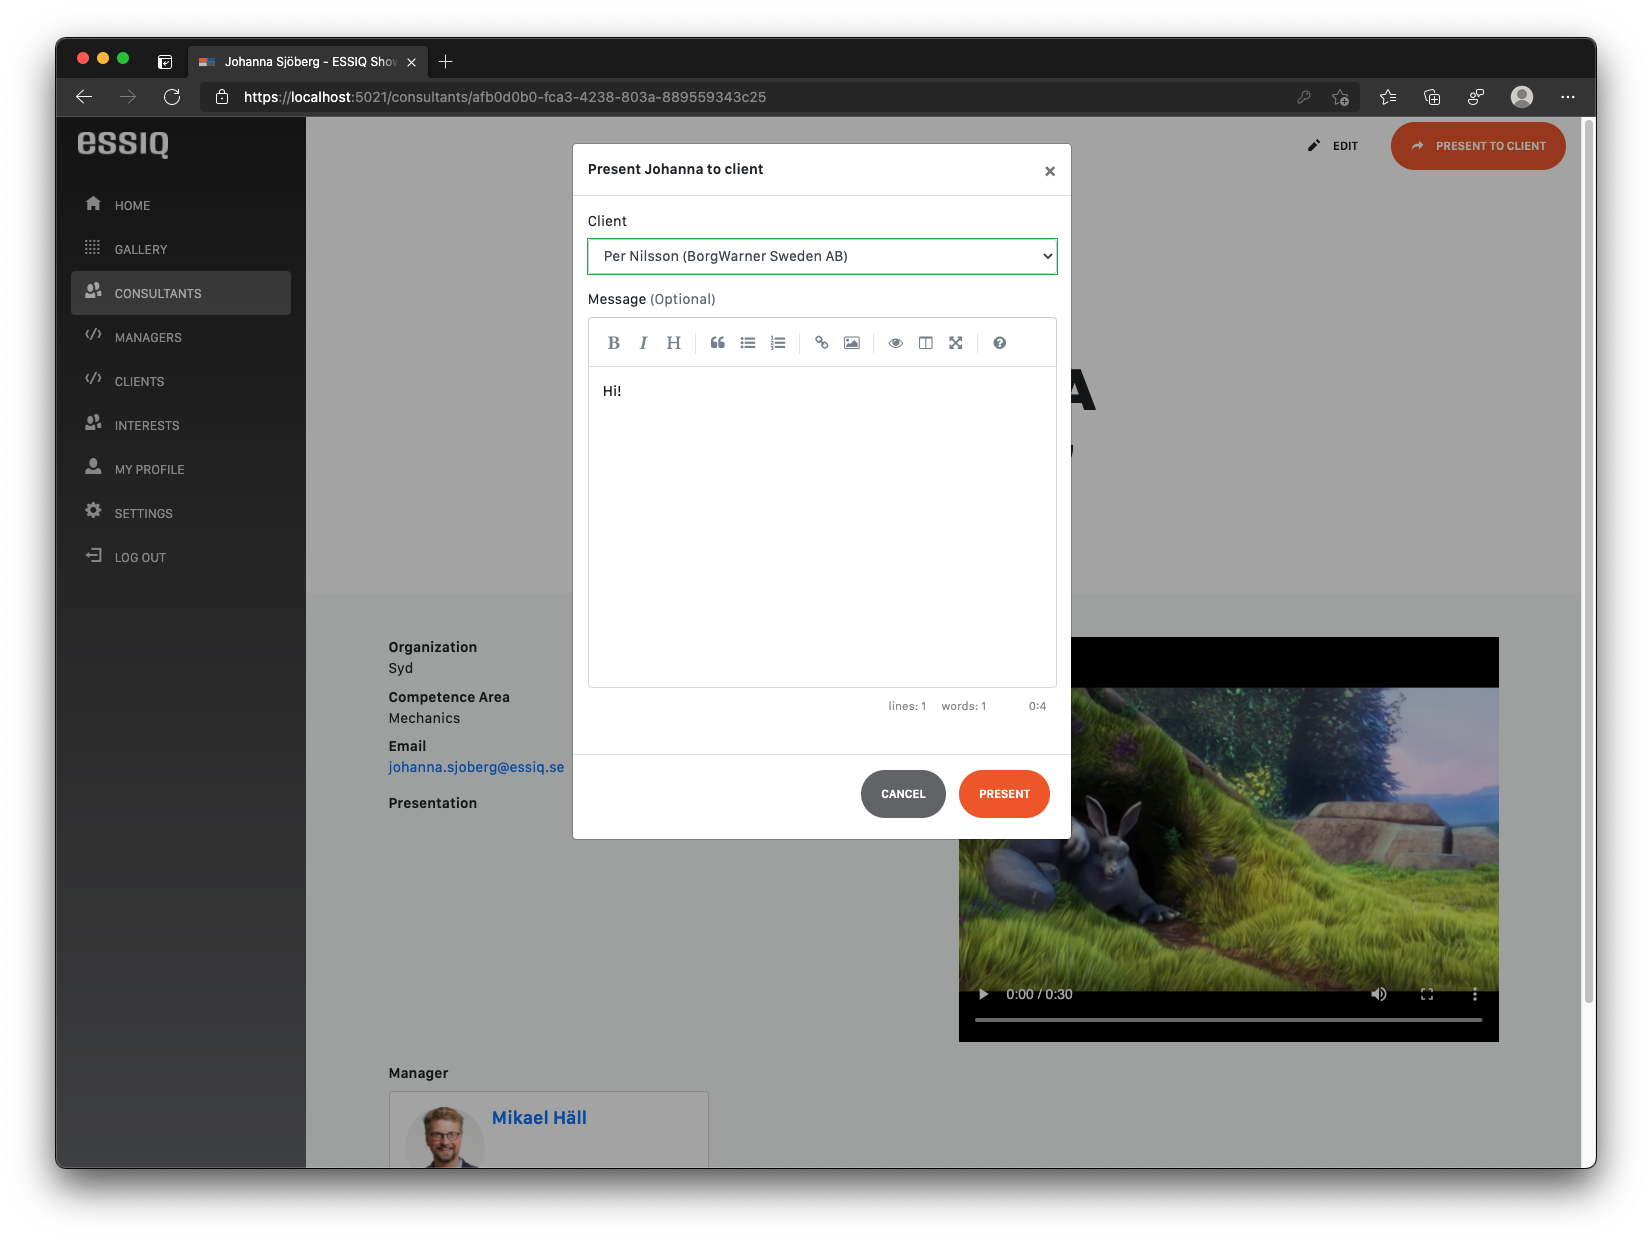 Johanna Sjöberg - ESSIQ Show
https://localhost:5021/consultants/afb0d0b0-fca3-4238-803a-889559343c25
essiq
HOME
GALLERY
CONSULTANTS
MANAGERS
CLIENTS
INTERESTS
MY PROFILE
SETTINGS
LOG OUT
EDIT
PRESENT TO CLIENT
Present Johanna to client
Client
Per Nilsson (BorgWarner Sweden AB)
Message (Optional)
B I H
Hi!
lines: 1 words: 1 0:4
CANCEL
PRESENT
A
Organization
Syd
Competence Area
Mechanics
Email
johanna.sjoberg@essiq.se
Presentation
0:00 / 0:30
Manager
Mikael Häll